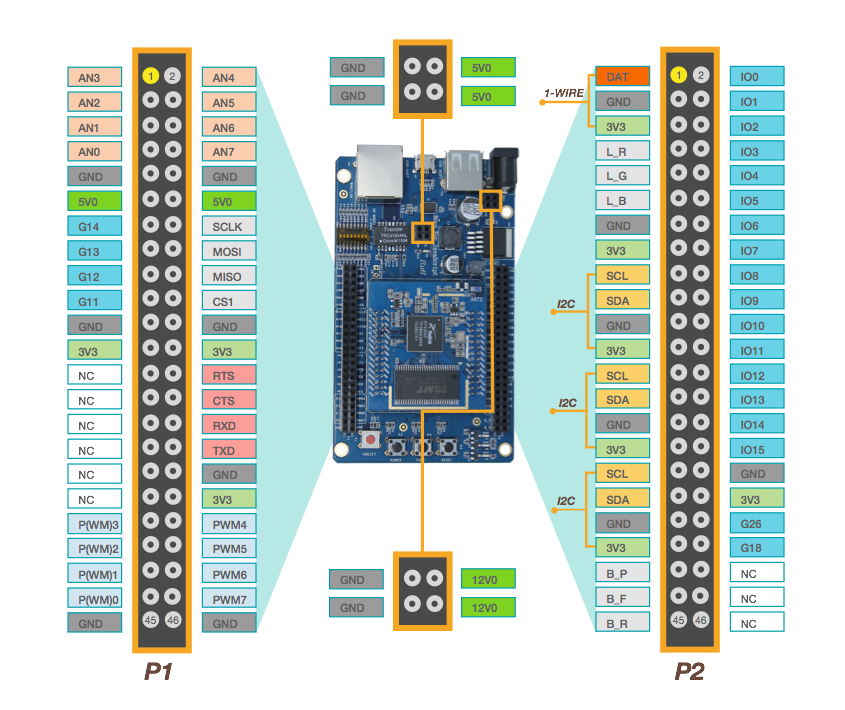 AN3 1 2 AN4
AN2 AN5
AN1 AN6
AN0 AN7
GND GND
5V0 5V0
G14 SCLK
G13 MOSI
G12 MISO
G11 CS1
GND GND
3V3 3V3
NC RTS
NC CTS
NC RXD
NC TXD
NC GND
NC 3V3
P(WM)3 PWM4
P(WM)2 PWM5
P(WM)1 PWM6
P(WM)0 PWM7
GND 45 46 GND
P1
GND 5V0
GND 5V0
Trxcom
GND 12V0
GND 12V0
1-WIRE
I2C
I2C
I2C
DAT 1 2 IO0
GND IO1
3V3 IO2
L_R IO3
L_G IO4
L_B IO5
GND IO6
3V3 IO7
SCL IO8
SDA IO9
GND IO10
3V3 IO11
SCL IO12
SDA IO13
GND IO14
3V3 IO15
SCL GND
SDA 3V3
GND G26
3V3 G18
B_P NC
B_F NC
B_R 45 46 NC
P2